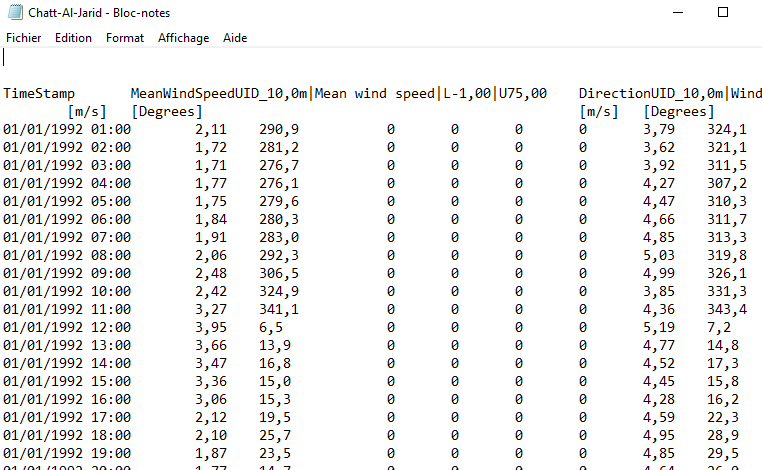 Chatt-Al-Jarid - Bloc-notes
Fichier Edition Format Affichage Aide
TimeStamp MeanWindSpeedUID_10,0m|Mean wind speed|L-1,00|U75,00 DirectionUID_10,0m|Wind
[m/s] [Degrees] [m/s] [Degrees]
01/01/1992 01:00 2,11 290,9 0 0 0 0 3,79 324,1
01/01/1992 02:00 1,72 281,2 0 0 0 0 3,62 321,1
01/01/1992 03:00 1,71 276,7 0 0 0 0 3,92 311,5
01/01/1992 04:00 1,77 276,1 0 0 0 0 4,27 307,2
01/01/1992 05:00 1,75 279,6 0 0 0 0 4,47 310,3
01/01/1992 06:00 1,84 280,3 0 0 0 0 4,66 311,7
01/01/1992 07:00 1,91 283,0 0 0 0 0 4,85 313,3
01/01/1992 08:00 2,06 292,3 0 0 0 0 5,03 319,8
01/01/1992 09:00 2,48 306,5 0 0 0 0 4,99 326,1
01/01/1992 10:00 2,42 324,9 0 0 0 0 3,85 331,3
01/01/1992 11:00 3,27 341,1 0 0 0 0 4,36 343,4
01/01/1992 12:00 3,95 6,5 0 0 0 0 5,19 7,2
01/01/1992 13:00 3,66 13,9 0 0 0 0 4,77 14,8
01/01/1992 14:00 3,47 16,8 0 0 0 0 4,52 17,3
01/01/1992 15:00 3,36 15,0 0 0 0 0 4,45 15,8
01/01/1992 16:00 3,06 15,3 0 0 0 0 4,28 16,2
01/01/1992 17:00 2,12 19,5 0 0 0 0 4,59 22,3
01/01/1992 18:00 2,10 25,7 0 0 0 0 4,95 28,9
01/01/1992 19:00 1,87 23,5 0 0 0 0 4,85 29,5